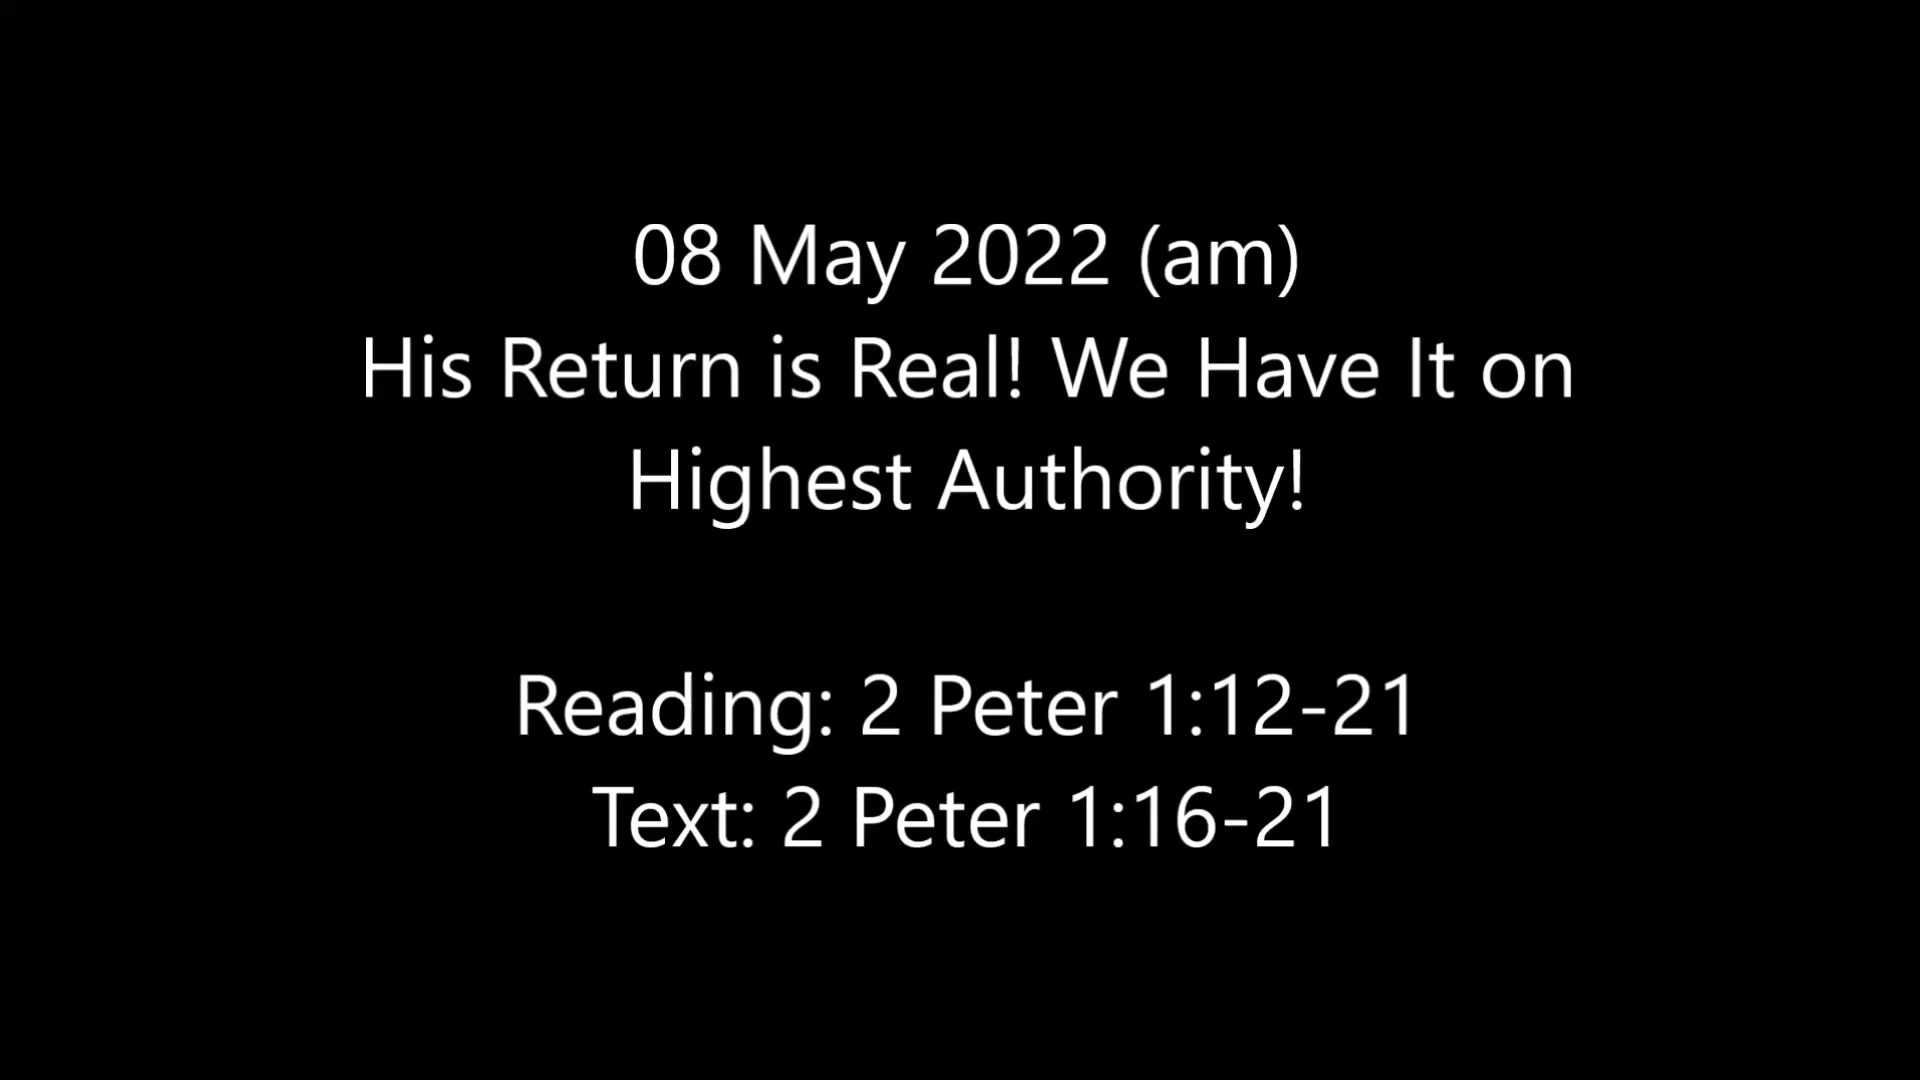 08 May 2022 (am)
His Return is Real! We Have It on
Highest Authority!
Reading: 2 Peter 1:12-21
Text: 2 Peter 1:16-21